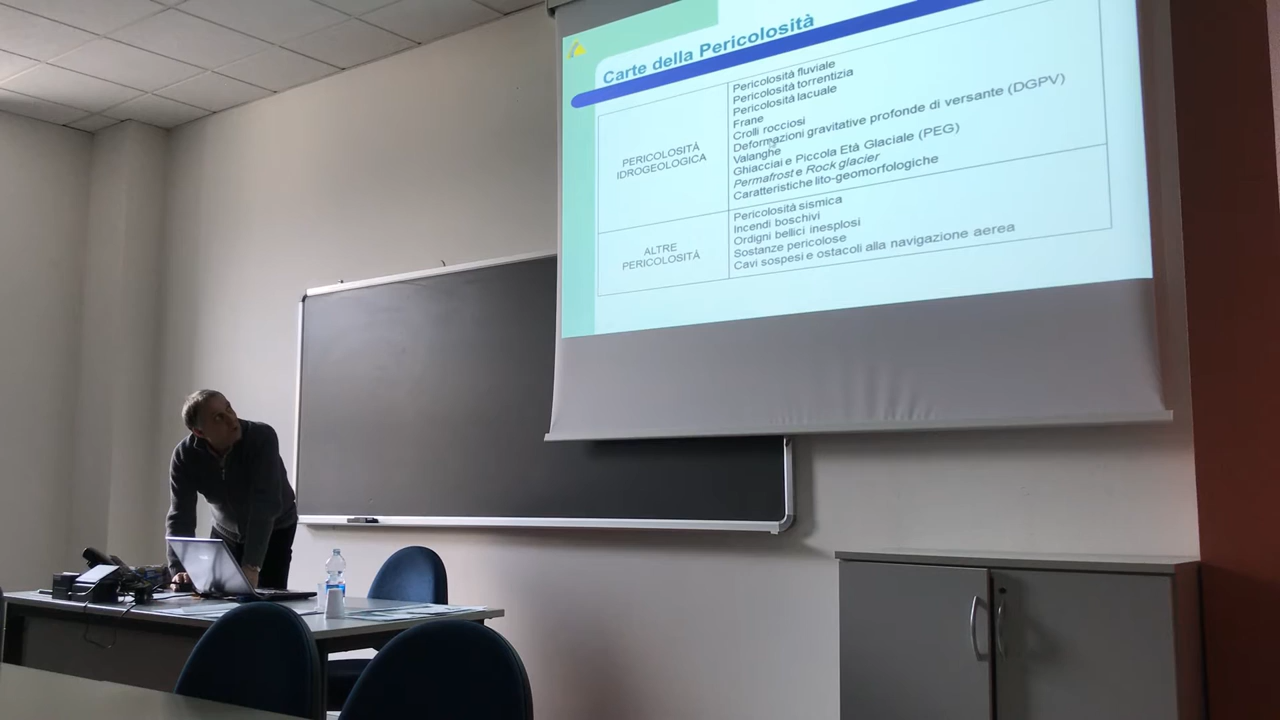 Carte della Pericolosità
PERICOLOSITÀ
IDROGEOLOGICA
Pericolosità fluviale
Pericolosità torrentizia
Pericolosità lacuale
Frane
Crolli rocciosi
Deformazioni gravitative profonde di versante (DGPV)
Valanghe
Ghiacciai e Piccola Età Glaciale (PEG)
Permafrost e Rock glacier
Caratteristiche lito-geomorfologiche
ALTRE
PERICOLOSITÀ
Pericolosità sismica
Incendi boschivi
Ordigni bellici inesplosi
Sostanze pericolose
Cavi sospesi e ostacoli alla navigazione aerea